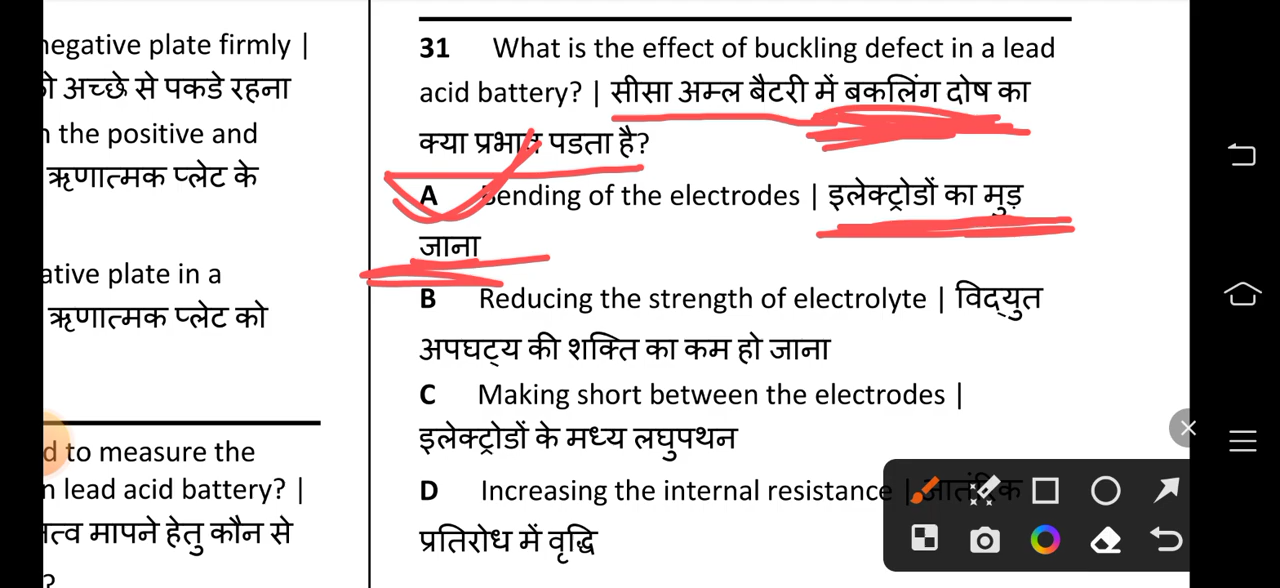 negative plate firmly |
अच्छे से पकडे रहना
the positive and
ऋणात्मक प्लेट के
ative plate in a
ऋणात्मक प्लेट को
d to measure the
n lead acid battery? |
त्व मापने हेतु कौन से
?
31 What is the effect of buckling defect in a lead
acid battery? | सीसा अम्ल बैटरी में बकलिंग दोष का
क्या प्रभाव पडता है?
A Bending of the electrodes | इलेक्ट्रोडों का मुड़
जाना
B Reducing the strength of electrolyte | विद्युत
अपघट्य की शक्ति का कम हो जाना
C Making short between the electrodes |
इलेक्ट्रोडों के मध्य लघुपथन
D Increasing the internal resistance | आतंरिक
प्रतिरोध में वृद्धि